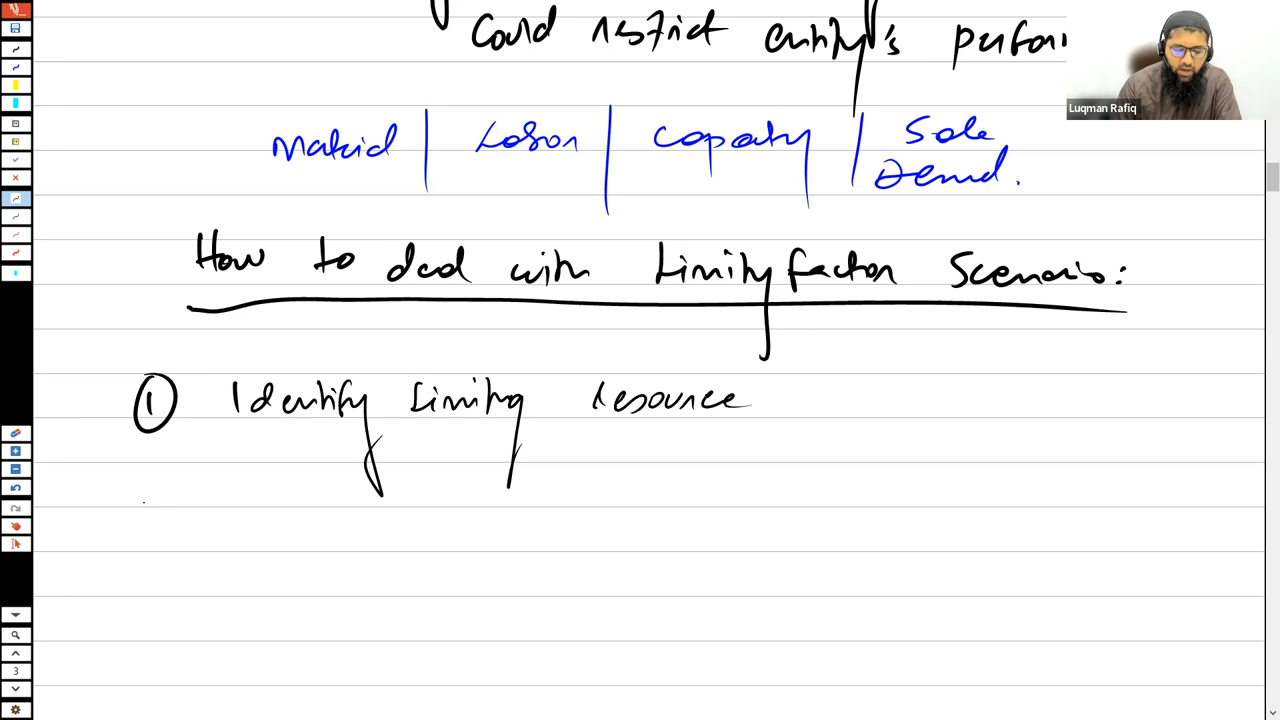 Could restrict entity's perfor
Luqman Rafiq
Material | Labor | Capacity | Sale
Demand.
How to deal with Limiting factor Scenario:
① Identify Limiting resource
3